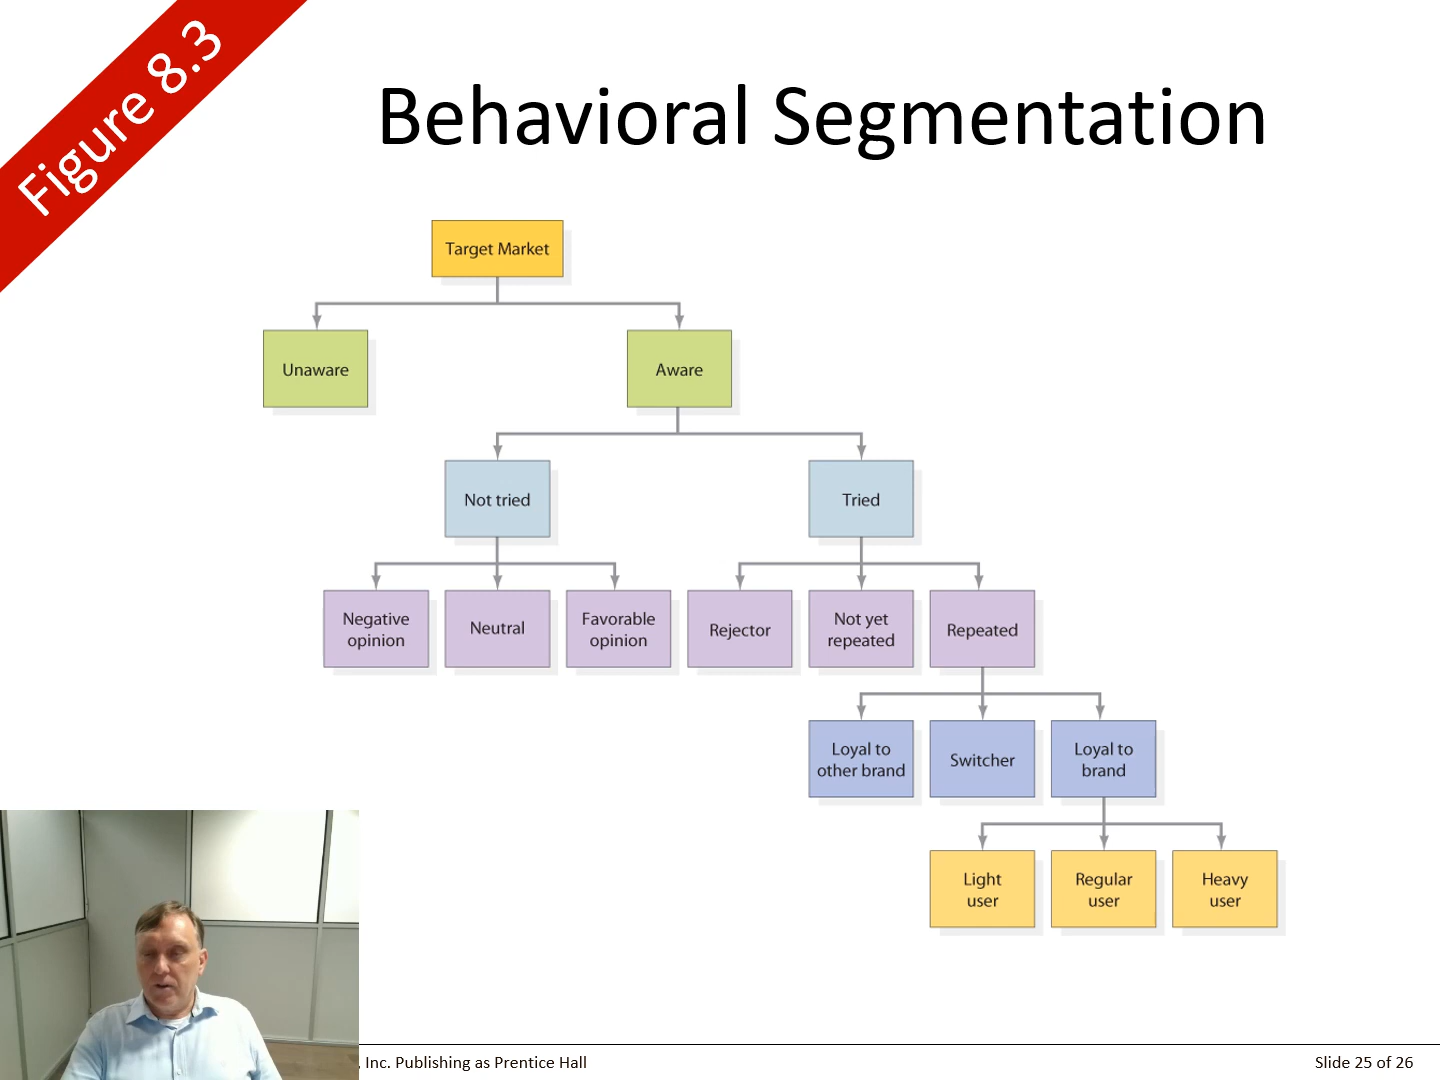 Figure 8.3
Behavioral Segmentation
Target Market
Unaware
Aware
Not tried
Tried
Negative
opinion
Neutral
Favorable
opinion
Rejector
Not yet
repeated
Repeated
Loyal to
other brand
Switcher
Loyal to
brand
Light
user
Regular
user
Heavy
user
, Inc. Publishing as Prentice Hall
Slide 25 of 26